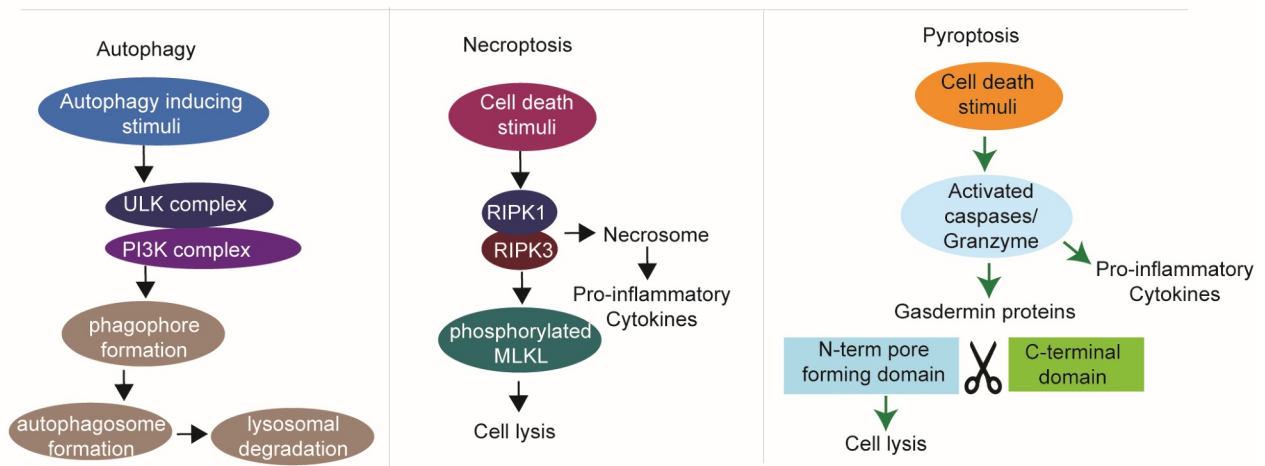 Autophagy
Autophagy inducing
stimuli
ULK complex
PI3K complex
phagophore
formation
autophagosome
formation
lysosomal
degradation
Necroptosis
Cell death
stimuli
RIPK1
RIPK3
Necrosome
Pro-inflammatory
Cytokines
phosphorylated
MLKL
Cell lysis
Pyroptosis
Cell death
stimuli
Activated
caspases/
Granzyme
Pro-inflammatory
Cytokines
Gasdermin proteins
N-term pore
forming domain
C-terminal
domain
Cell lysis